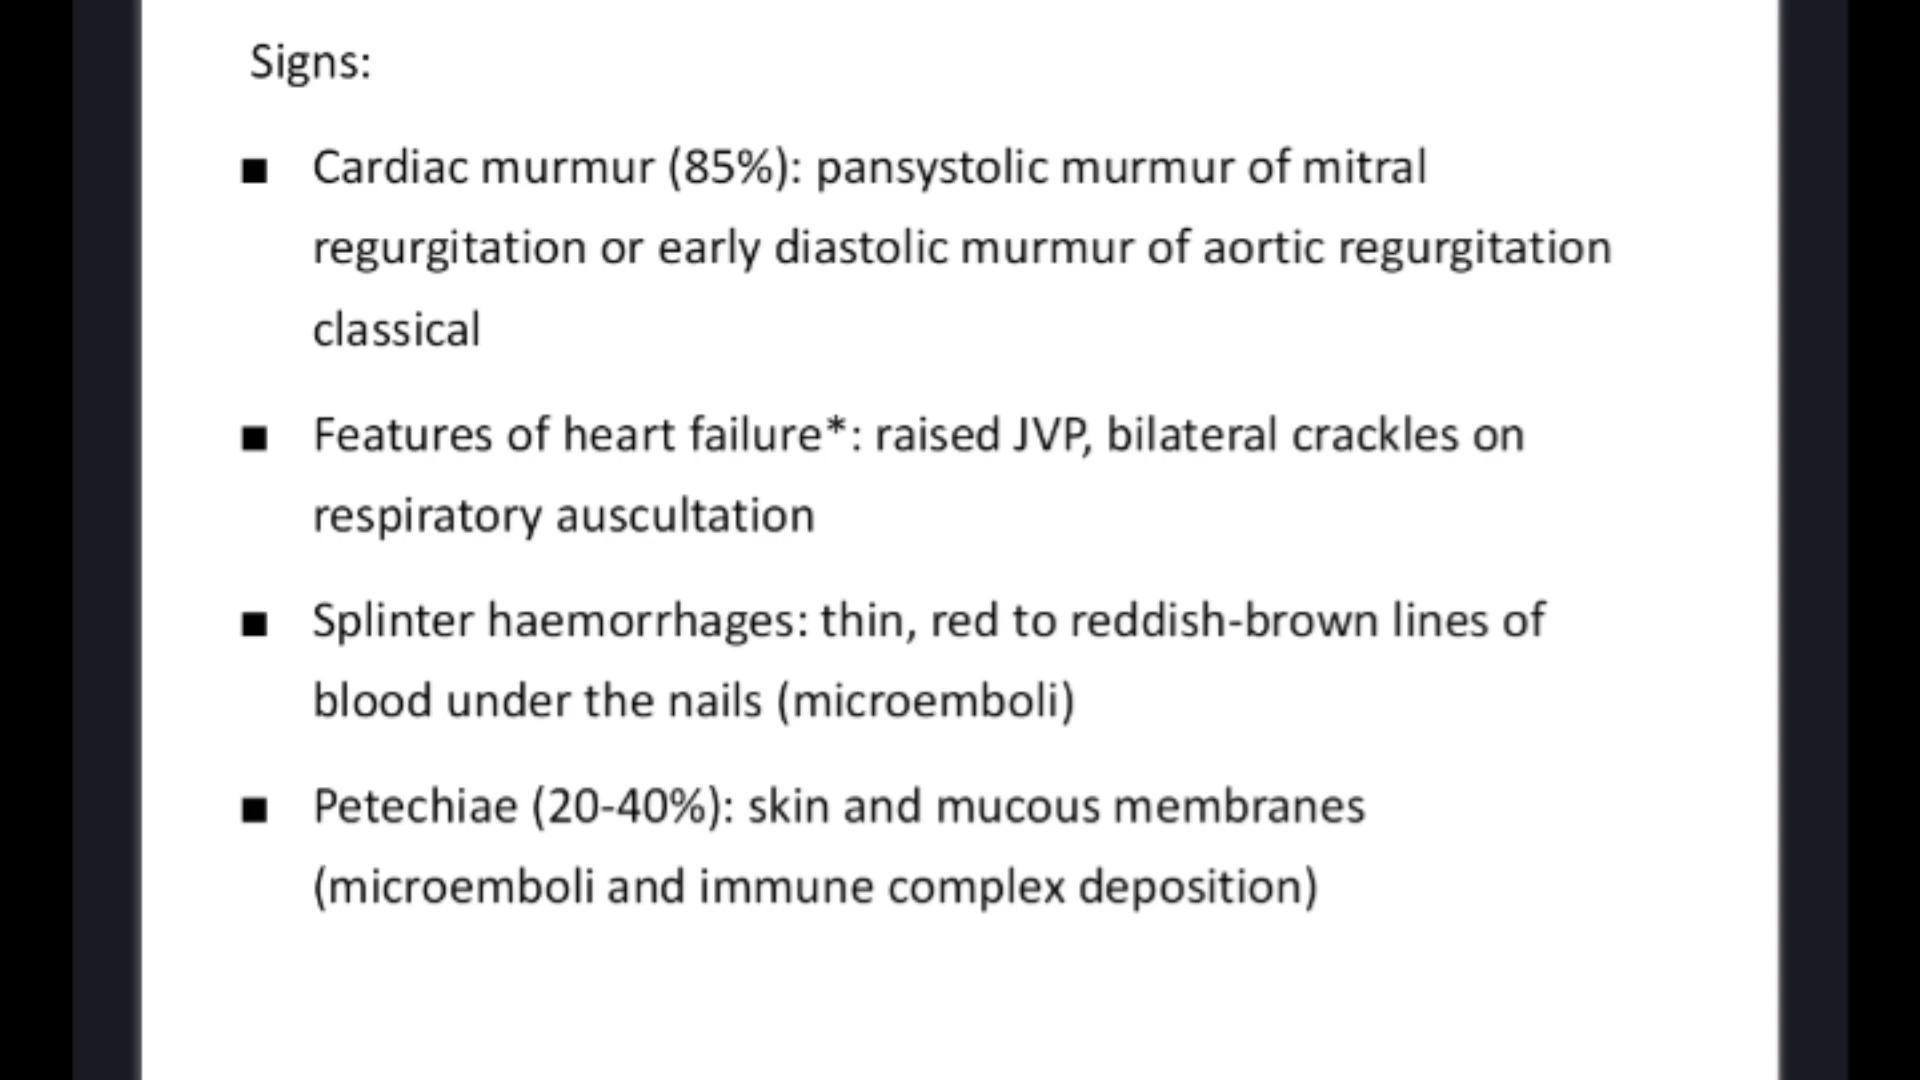 Signs:
■ Cardiac murmur (85%): pansystolic murmur of mitral
regurgitation or early diastolic murmur of aortic regurgitation
classical
■ Features of heart failure*: raised JVP, bilateral crackles on
respiratory auscultation
■ Splinter haemorrhages: thin, red to reddish-brown lines of
blood under the nails (microemboli)
■ Petechiae (20-40%): skin and mucous membranes
(microemboli and immune complex deposition)